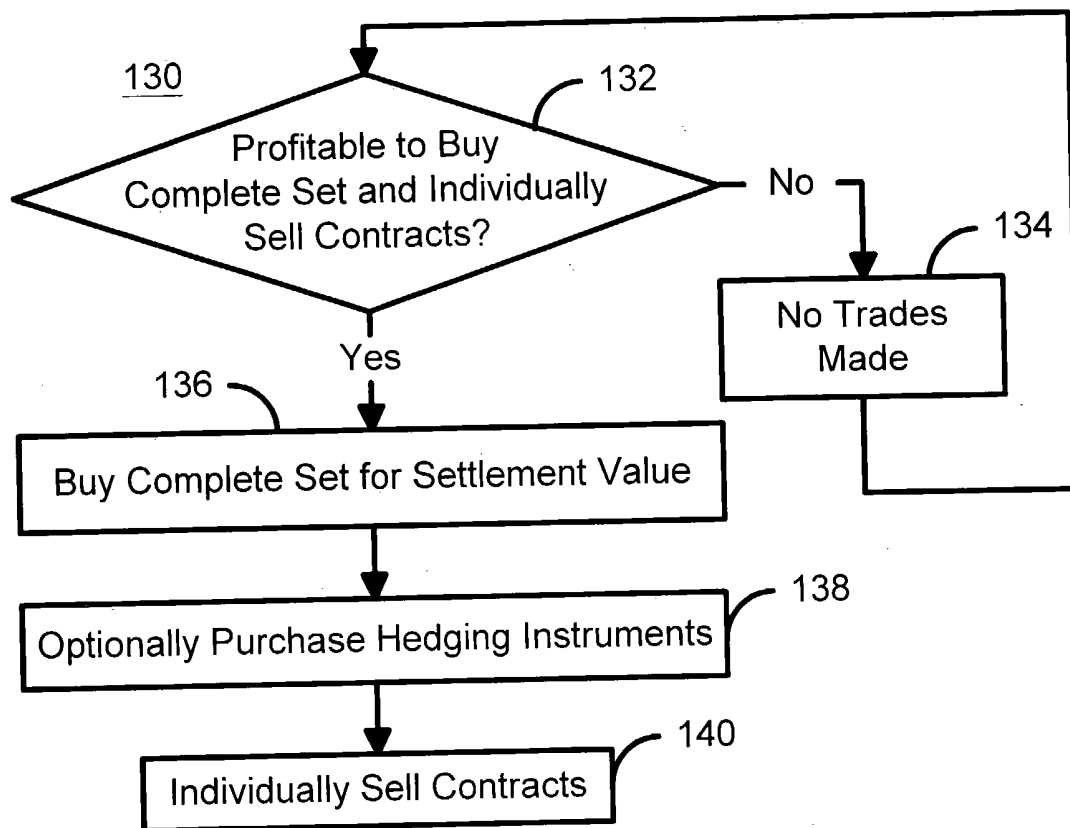 130
132
Profitable to Buy
Complete Set and Individually
Sell Contracts?
No
134
No Trades
Made
Yes
136
Buy Complete Set for Settlement Value
138
Optionally Purchase Hedging Instruments
140
Individually Sell Contracts